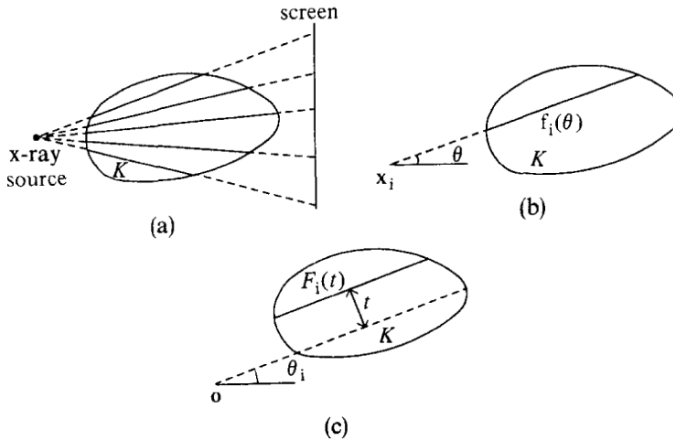 screen
x-ray
source
K
(a)
f_i(θ)
θ
K
x_i
(b)
F_i(t)
t
K
θ_i
o
(c)